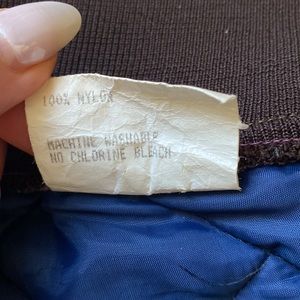 100% NYLON
MACHINE WASHABLE
NO CHLORINE BLEACH